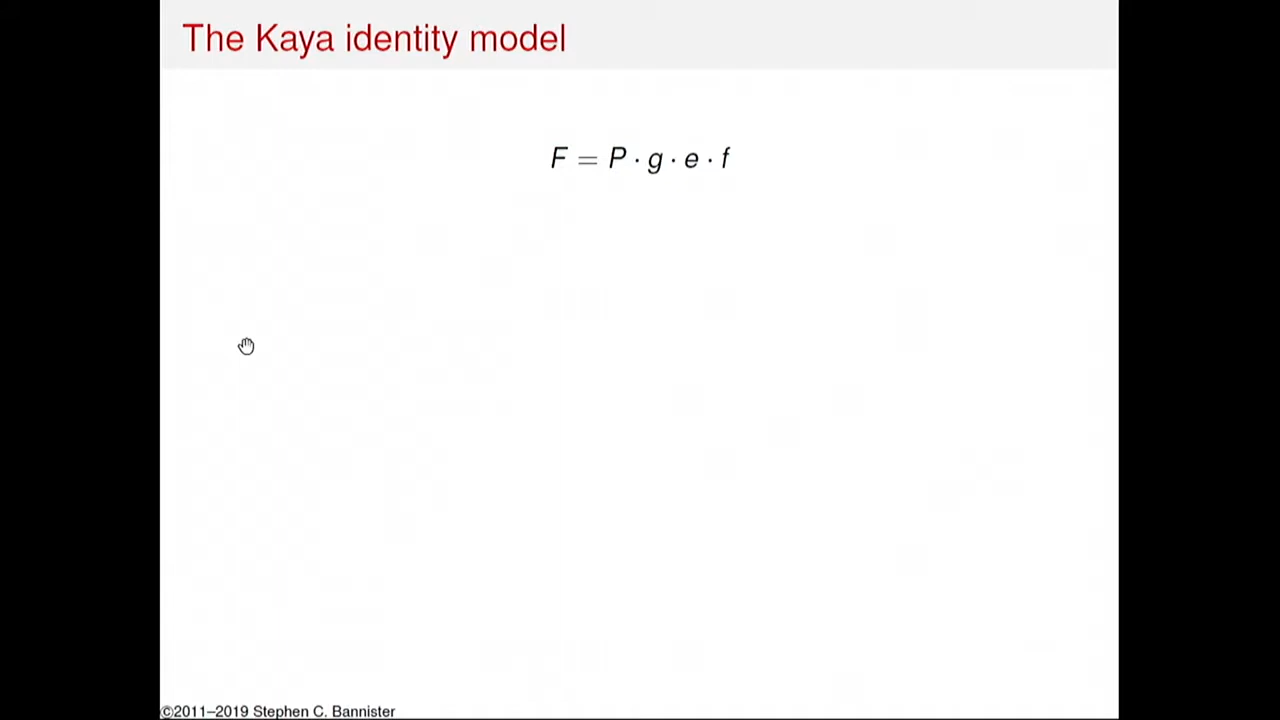 The Kaya identity model
F = P · g · e · f
©2011–2019 Stephen C. Bannister